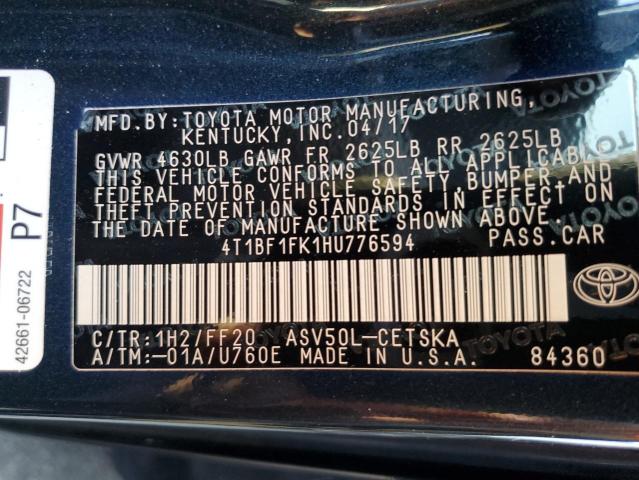 MFD.BY:TOYOTA MOTOR MANUFACTURING,
KENTUCKY,INC.04/17
GVWR 4630LB GAWR FR 2625LB RR 2625LB
THIS VEHICLE CONFORMS TO ALL APPLICABLE
FEDERAL MOTOR VEHICLE SAFETY,BUMPER,AND
THEFT PREVENTION STANDARDS IN EFFECT ON
THE DATE OF MANUFACTURE SHOWN ABOVE.
4T1BF1FK1HU776594 PASS.CAR
C/TR:1H2/FF20 ASV50L-CETSKA
A/TM:-01A/U760E MADE IN U.S.A. 84360
TOYOTA
P7
42661-06722